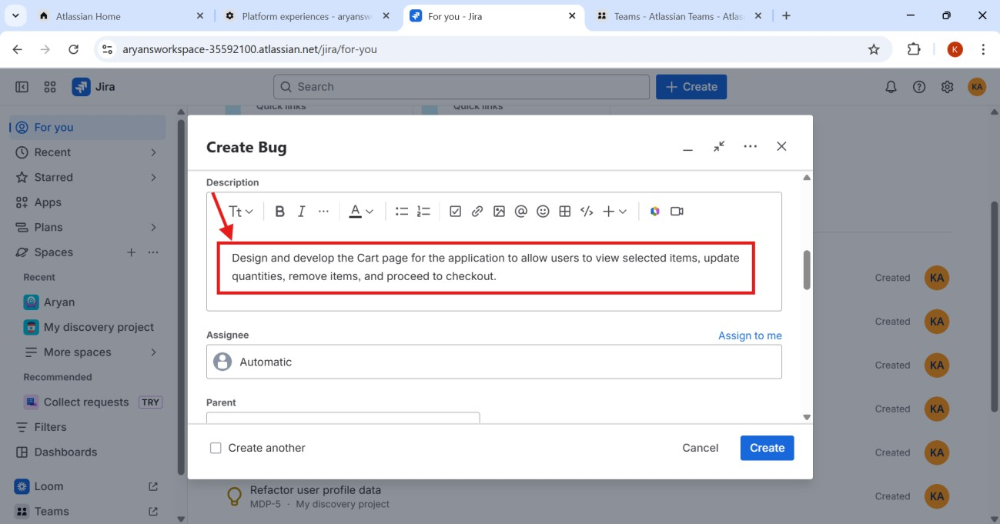 Atlassian Home
Platform experiences - aryansw
For you - Jira
Teams - Atlassian Teams - Atlas
aryansworkspace-35592100.atlassian.net/jira/for-you
K
Jira
Search
Create
KA
Quick links
Quick links
For you
Recent
Starred
Apps
Plans
Spaces
Recent
Aryan
My discovery project
More spaces
Recommended
Collect requests TRY
Filters
Dashboards
Loom
Teams
Create Bug
Description
Tt
B I A
Design and develop the Cart page for the application to allow users to view selected items, update
quantities, remove items, and proceed to checkout.
Assignee
Assign to me
Automatic
Parent
Create another
Cancel
Create
Created KA
Created KA
Created KA
Created KA
Created KA
Refactor user profile data
MDP-5 · My discovery project
Created KA